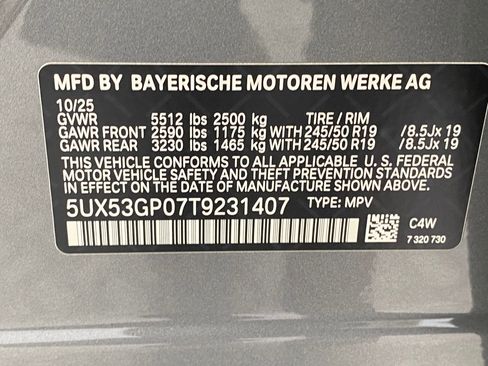 MFD BY BAYERISCHE MOTOREN WERKE AG
10/25
GVWR 5512 lbs 2500 kg TIRE / RIM
GAWR FRONT 2590 lbs 1175 kg WITH 245/50 R19 /8.5Jx 19
GAWR REAR 3230 lbs 1465 kg WITH 245/50 R19 /8.5Jx 19
THIS VEHICLE CONFORMS TO ALL APPLICABLE U. S. FEDERAL
MOTOR VEHICLE SAFETY AND THEFT PREVENTION STANDARDS
IN EFFECT ON THE DATE OF MANUFACTURE SHOWN ABOVE.
5UX53GP07T9231407 TYPE: MPV
C4W
7 320 730